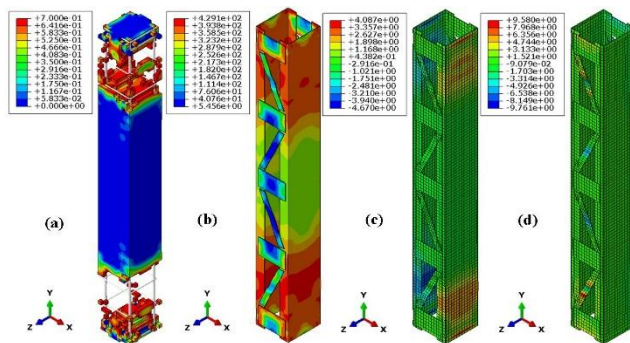 +7.000e-01
+6.416e-01
+5.833e-01
+5.250e-01
+4.666e-01
+4.083e-01
+3.500e-01
+2.916e-01
+2.333e-01
+1.750e-01
+1.167e-01
+5.833e-02
+0.000e+00
(a)
Y
Z
X
+4.291e+02
+3.938e+02
+3.585e+02
+3.232e+02
+2.879e+02
+2.526e+02
+2.173e+02
+1.820e+02
+1.467e+02
+1.114e+02
+7.606e+01
+4.076e+01
+5.456e+00
(b)
Y
Z
X
+4.087e+00
+3.357e+00
+2.627e+00
+1.898e+00
+1.168e+00
+4.382e-01
-2.916e-01
-1.021e+00
-1.751e+00
-2.481e+00
-3.210e+00
-3.940e+00
-4.670e+00
(c)
Y
Z
X
+9.580e+00
+7.968e+00
+6.356e+00
+4.744e+00
+3.133e+00
+1.521e+00
-9.079e-02
-1.703e+00
-3.314e+00
-4.926e+00
-6.538e+00
-8.149e+00
-9.761e+00
(d)
Y
Z
X